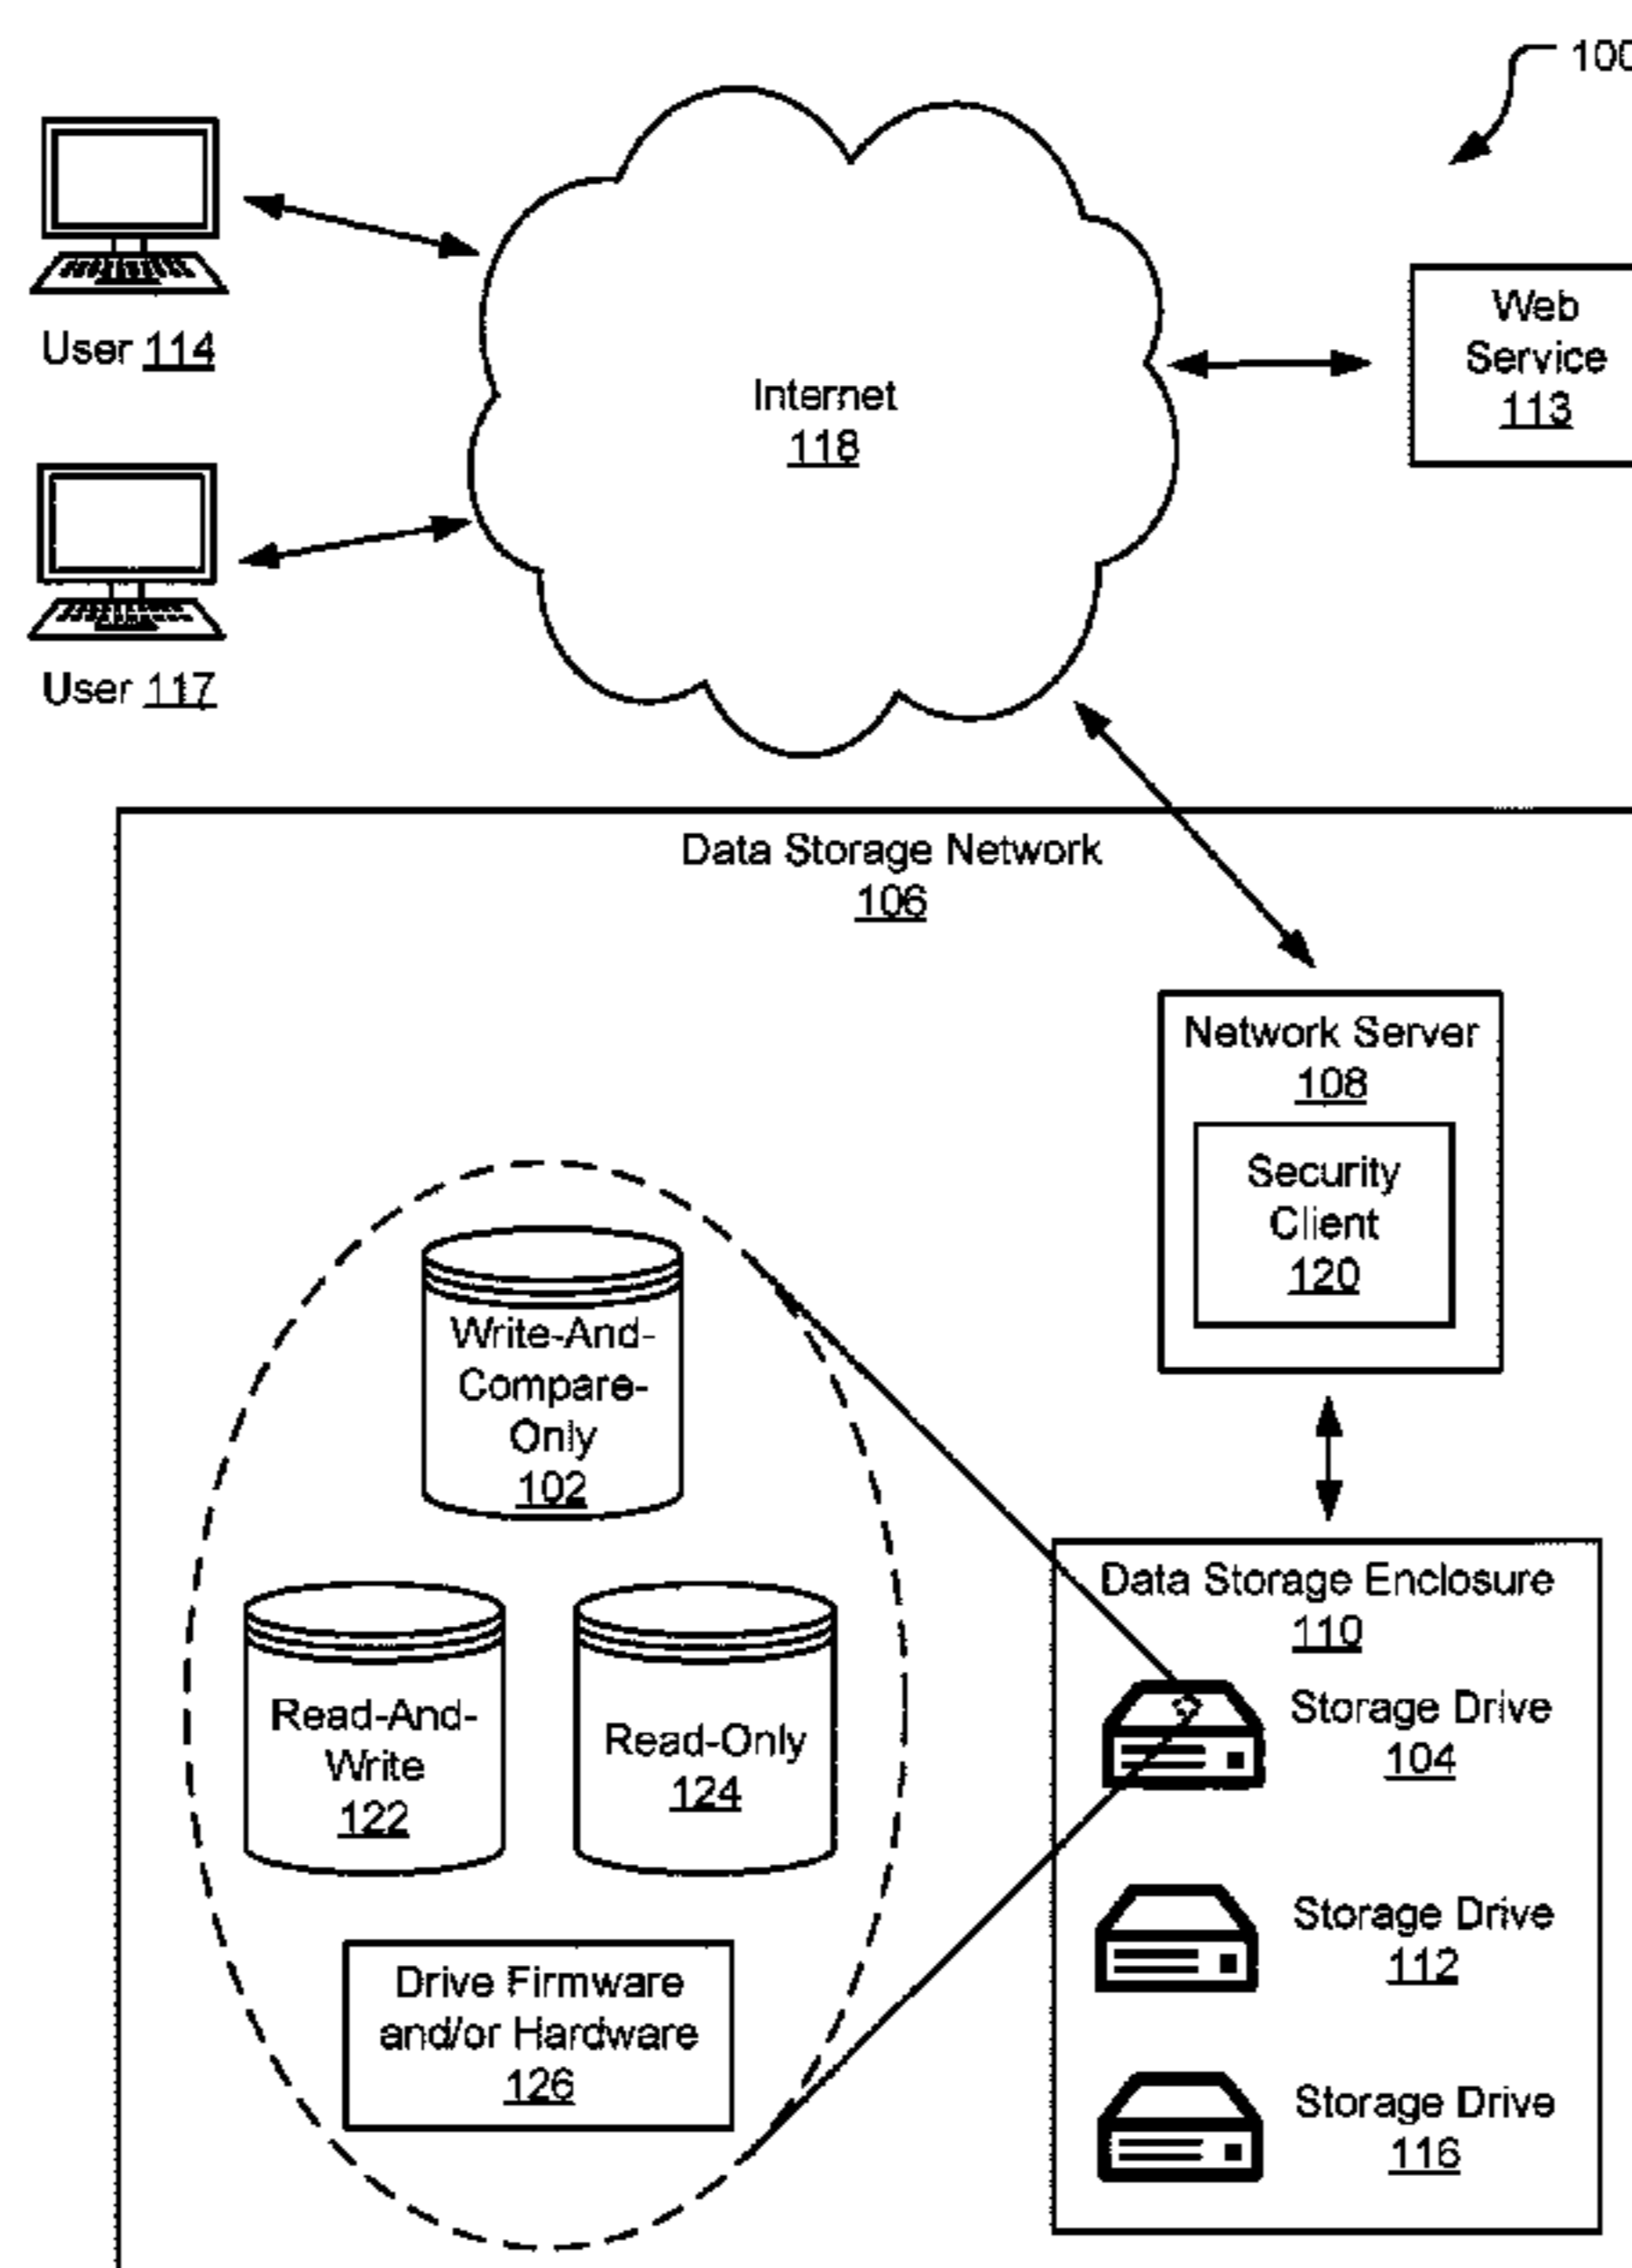 100
User 114
Internet
118
Web
Service
113
User 117
Data Storage Network
106
Network Server
108
Security
Client
120
Write-And-
Compare-
Only
102
Read-And-
Write
122
Read-Only
124
Drive Firmware
and/or Hardware
126
Data Storage Enclosure
110
Storage Drive
104
Storage Drive
112
Storage Drive
116